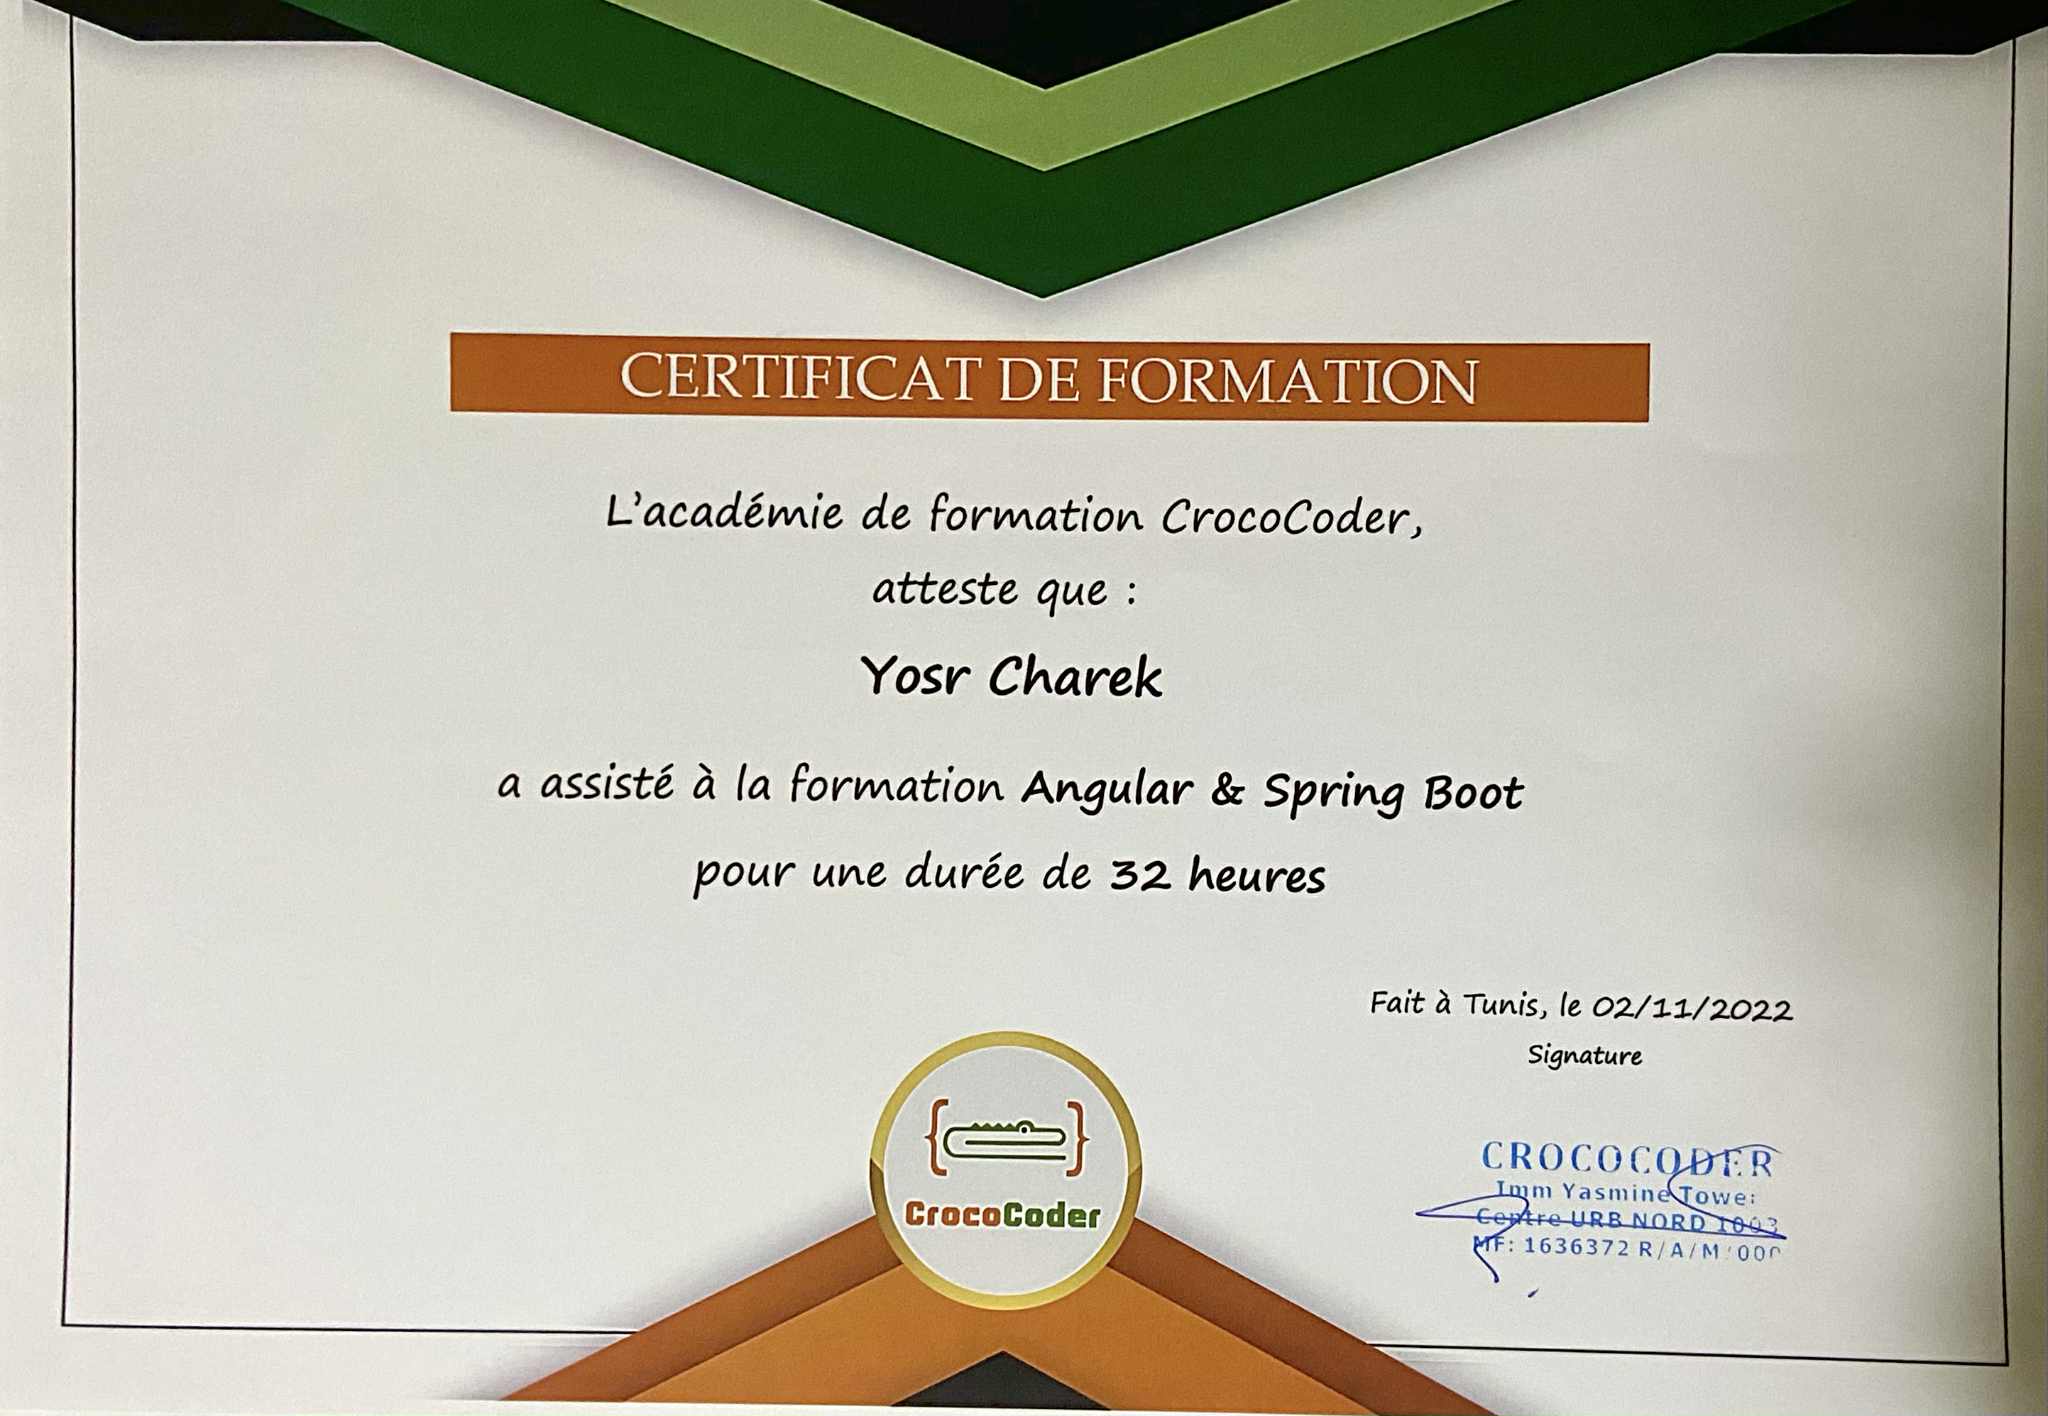 CERTIFICAT DE FORMATION
L'académie de formation CrocoCoder,
atteste que :
Yosr Charek
a assisté à la formation Angular & Spring Boot
pour une durée de 32 heures
Fait à Tunis, le 02/11/2022
Signature
CrocoCoder
CROCOCODER
Imm Yasmine
Centre URB NORD 1003
MF: 1636372 R/A/M